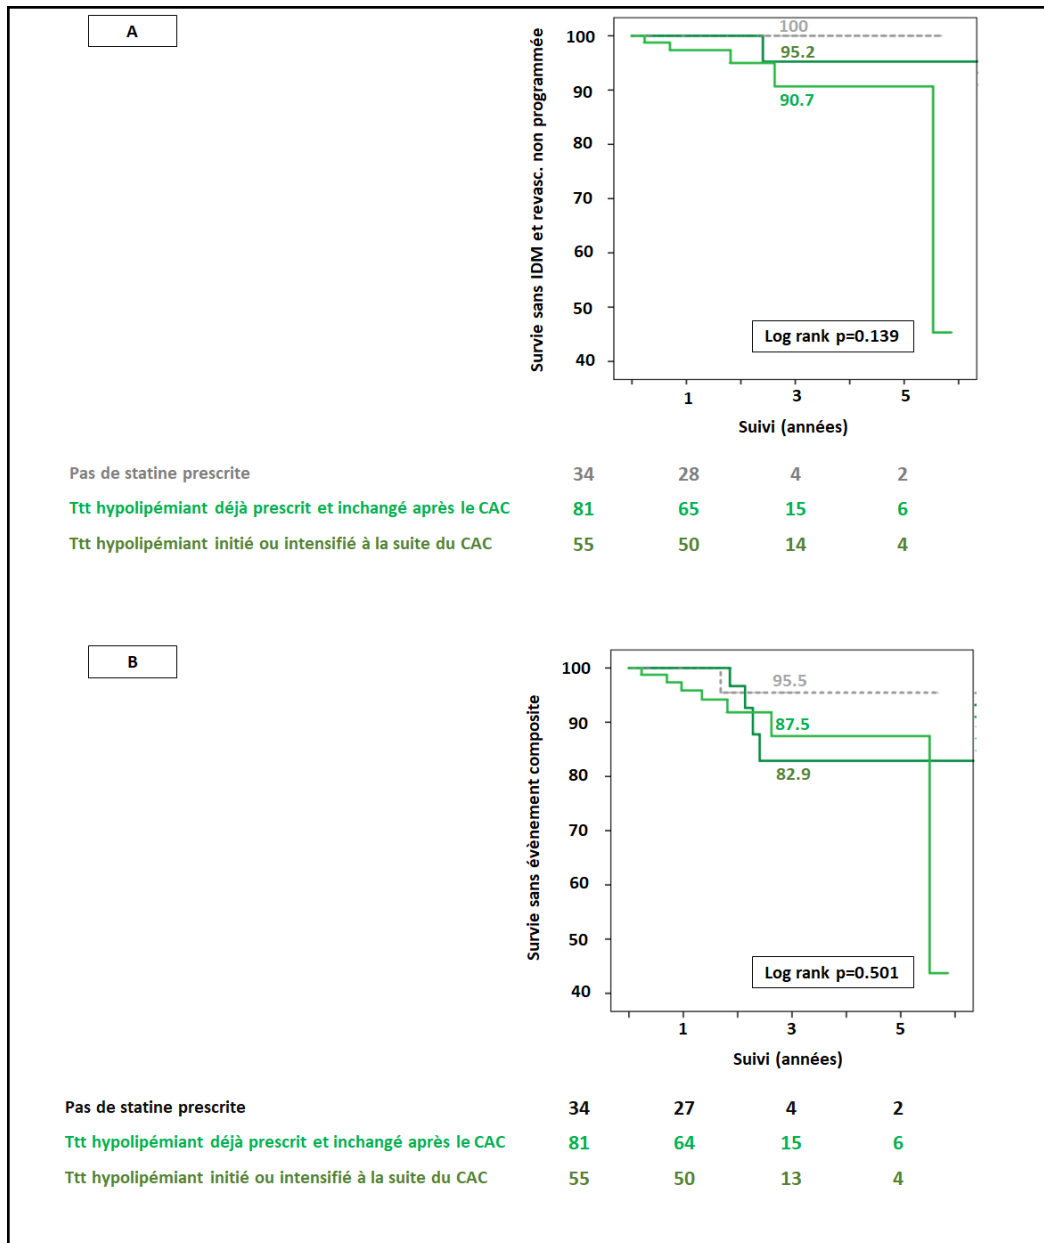 A
Survie sans IDM et revasc. non programmée
100
90
80
70
60
50
40
100
95.2
90.7
Log rank p=0.139
1 3 5
Suivi (années)
Pas de statine prescrite 34 28 4 2
Ttt hypolipémiant déjà prescrit et inchangé après le CAC 81 65 15 6
Ttt hypolipémiant initié ou intensifié à la suite du CAC 55 50 14 4
B
Survie sans évènement composite
100
90
80
70
60
50
40
95.5
87.5
82.9
Log rank p=0.501
1 3 5
Suivi (années)
Pas de statine prescrite 34 27 4 2
Ttt hypolipémiant déjà prescrit et inchangé après le CAC 81 64 15 6
Ttt hypolipémiant initié ou intensifié à la suite du CAC 55 50 13 4